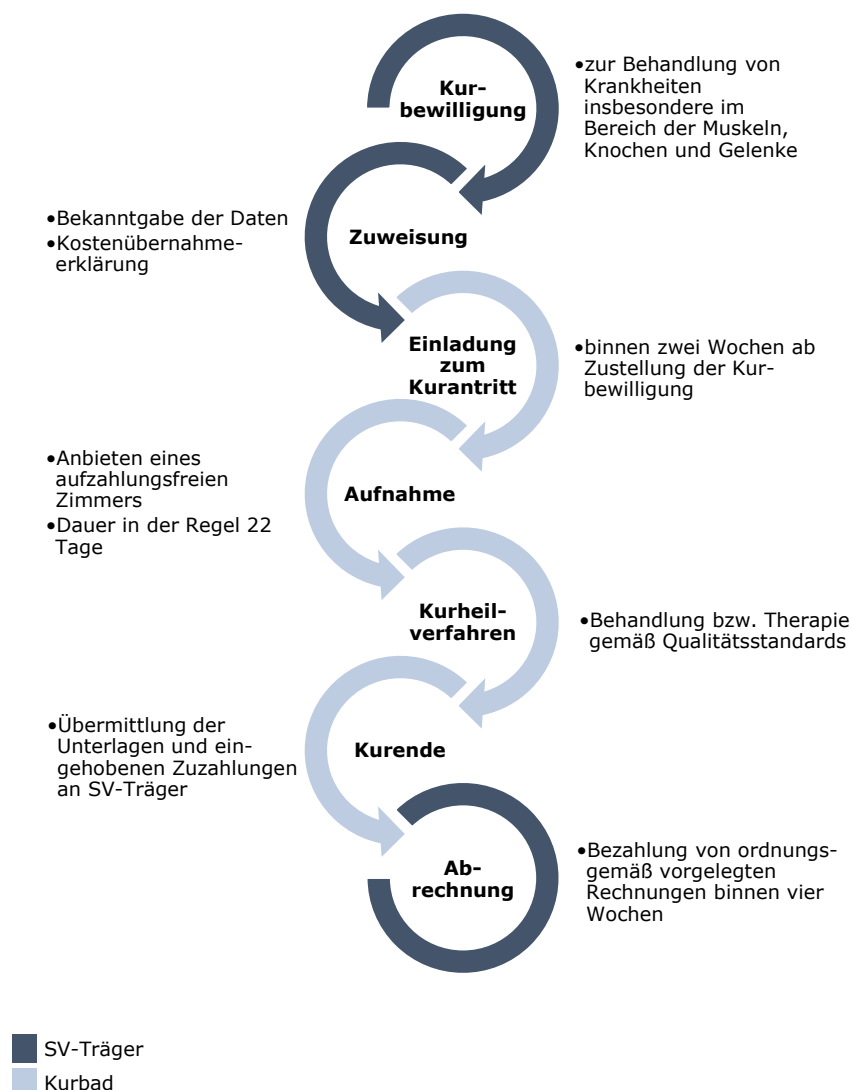 Kur-
bewilligung
•zur Behandlung von
Krankheiten
insbesondere im
Bereich der Muskeln,
Knochen und Gelenke
•Bekanntgabe der Daten
•Kostenübernahme-
erklärung
Zuweisung
Einladung
zum
Kurantritt
•binnen zwei Wochen ab
Zustellung der Kur-
bewilligung
•Anbieten eines
aufzahlungsfreien
Zimmers
•Dauer in der Regel 22
Tage
Aufnahme
Kurheil-
verfahren
•Behandlung bzw. Therapie
gemäß Qualitätsstandards
•Übermittlung der
Unterlagen und ein-
gehobenen Zuzahlungen
an SV-Träger
Kurende
Ab-
rechnung
•Bezahlung von ordnungs-
gemäß vorgelegten
Rechnungen binnen vier
Wochen
SV-Träger
Kurbad